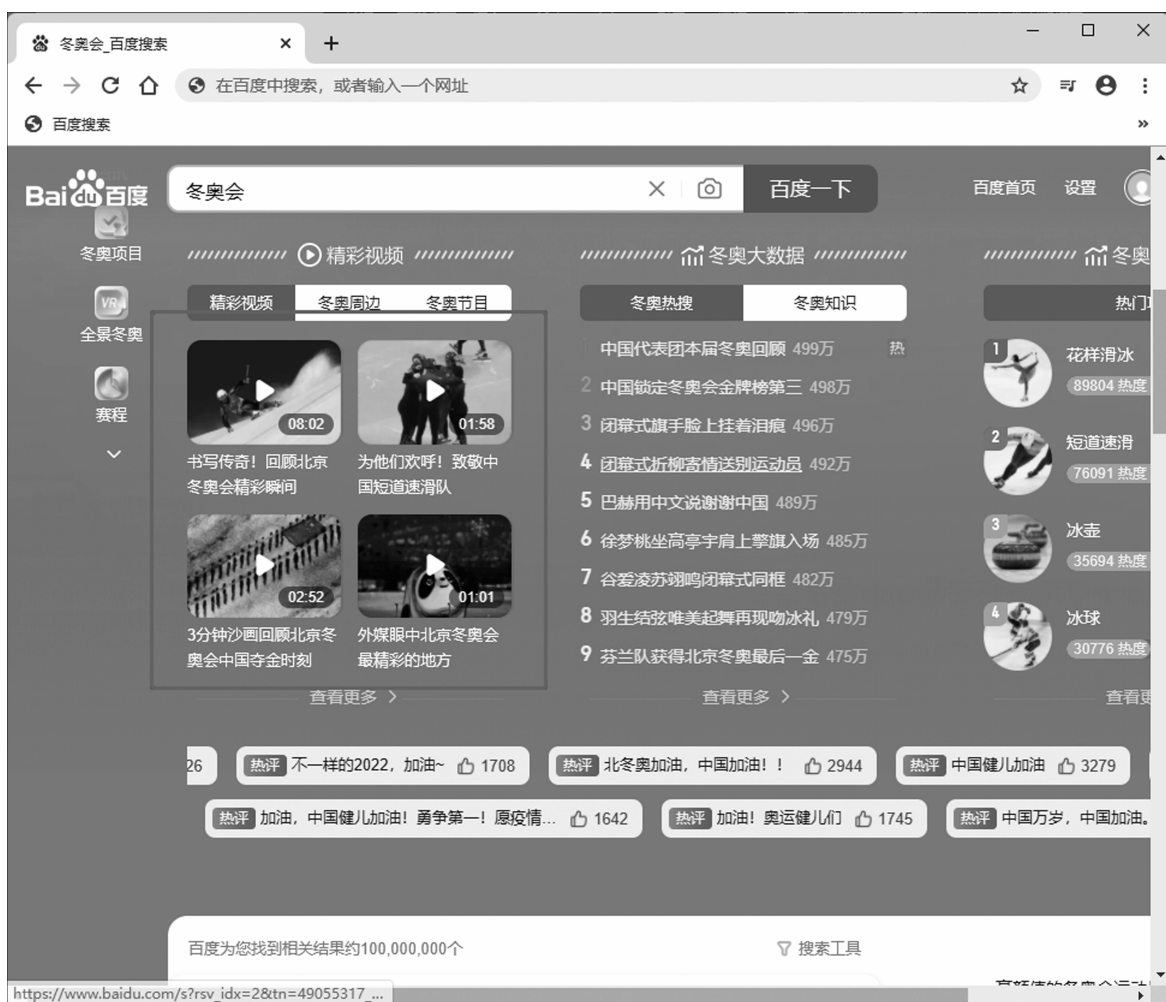 冬奥会_百度搜索
在百度中搜索，或者输入一个网址
百度搜索
Bai du 百度
冬奥会
百度一下
百度首页 设置
冬奥项目
全景冬奥
赛程
精彩视频
精彩视频 冬奥周边 冬奥节目
08:02
书写传奇！回顾北京
冬奥会精彩瞬间
01:58
为他们欢呼！致敬中
国短道速滑队
02:52
3分钟沙画回顾北京冬
奥会中国夺金时刻
01:01
外媒眼中北京冬奥会
最精彩的地方
查看更多
冬奥大数据
冬奥热搜 冬奥知识
中国代表团本届冬奥回顾 499万 热
2 中国锁定冬奥会金牌榜第三 498万
3 闭幕式旗手脸上挂着泪痕 496万
4 闭幕式折柳寄情送别运动员 492万
5 巴赫用中文说谢谢中国 489万
6 徐梦桃坐高亭宇肩上擎旗入场 485万
7 谷爱凌苏翊鸣闭幕式同框 482万
8 羽生结弦唯美起舞再现吻冰礼 479万
9 芬兰队获得北京冬奥最后一金 475万
查看更多
冬奥
热门
1 花样滑冰
89804 热度
2 短道速滑
76091 热度
3 冰壶
35694 热度
4 冰球
30776 热度
查看
26
热评 不一样的2022，加油~ 1708
热评 北冬奥加油，中国加油！！ 2944
热评 中国健儿加油 3279
热评 加油，中国健儿加油！勇争第一！愿疫情... 1642
热评 加油！奥运健儿们 1745
热评 中国万岁，中国加油。
百度为您找到相关结果约100,000,000个
搜索工具
https://www.baidu.com/s?rsv_idx=2&tn=49055317_...